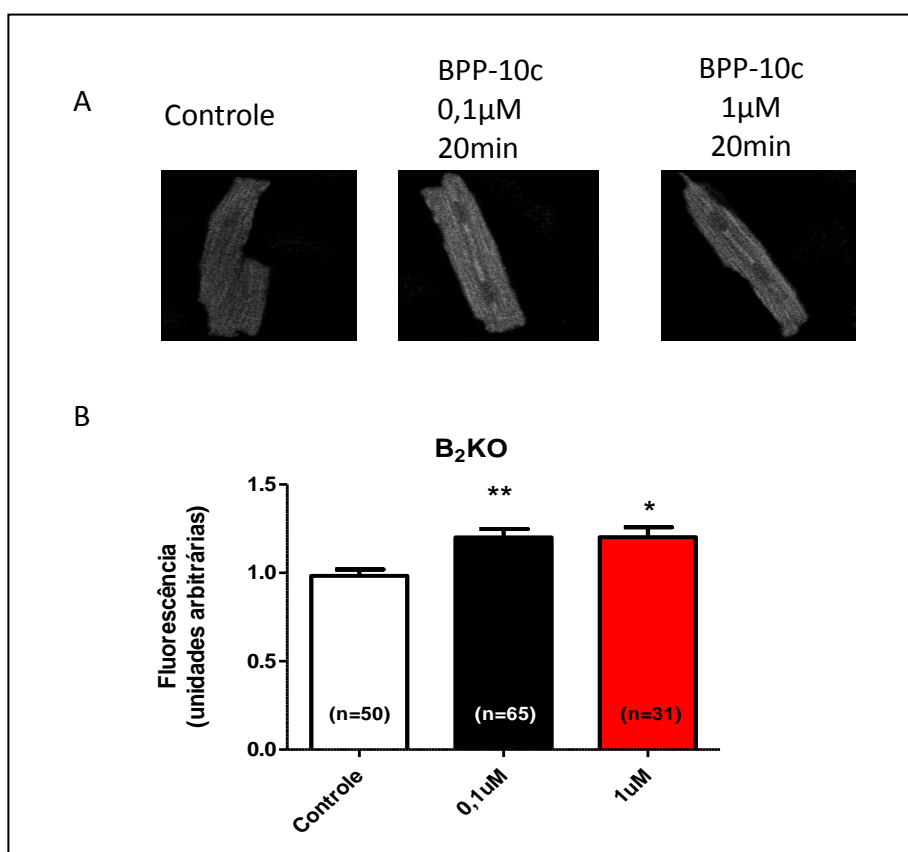 A
Controle
BPP-10c
0,1µM
20min
BPP-10c
1µM
20min
B
B₂KO
Fluorescência
(unidades arbitrárias)
1.5
1.0
0.5
0.0
**
*
(n=50)
(n=65)
(n=31)
Controle
0,1uM
1uM